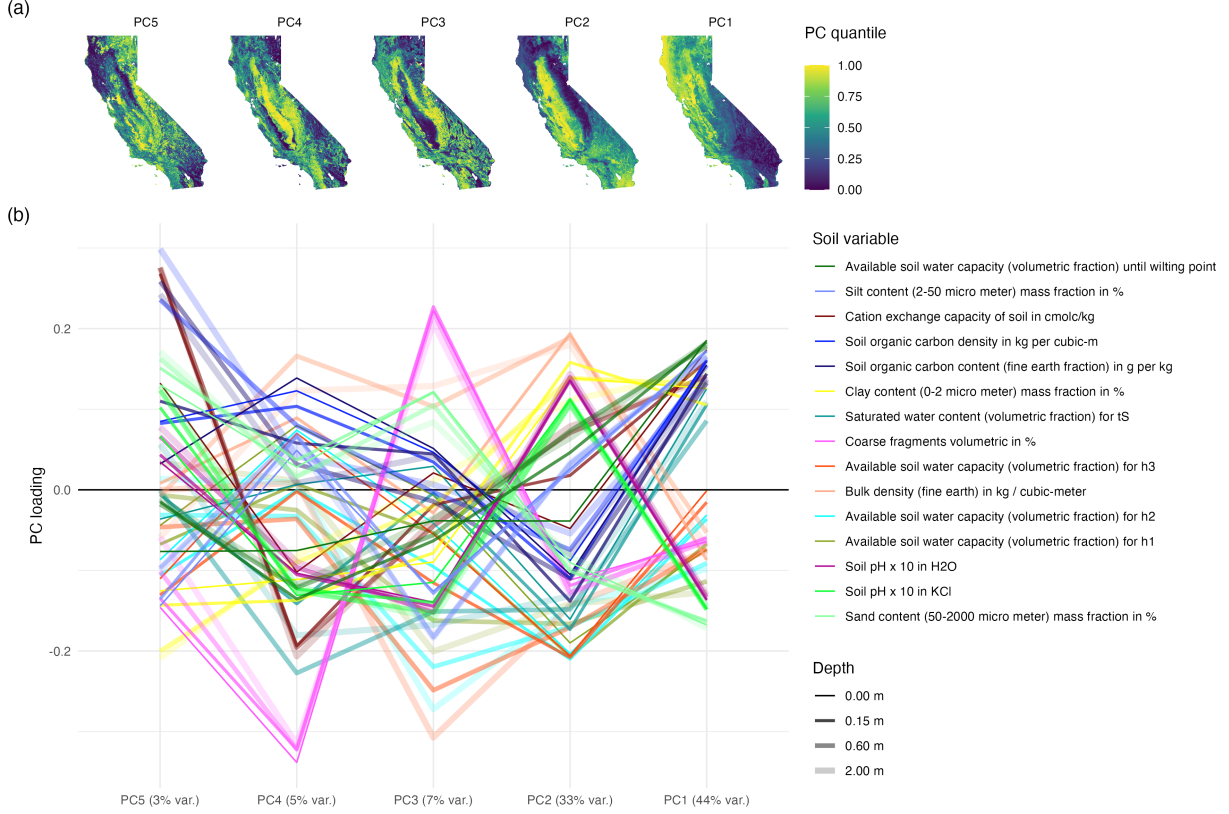 (a)
PC5
PC4
PC3
PC2
PC1
PC quantile
1.00
0.75
0.50
0.25
0.00
(b)
PC loading
0.2
0.0
-0.2
PC5 (3% var.)
PC4 (5% var.)
PC3 (7% var.)
PC2 (33% var.)
PC1 (44% var.)
Soil variable
Available soil water capacity (volumetric fraction) until wilting point
Silt content (2-50 micro meter) mass fraction in %
Cation exchange capacity of soil in cmolc/kg
Soil organic carbon density in kg per cubic-m
Soil organic carbon content (fine earth fraction) in g per kg
Clay content (0-2 micro meter) mass fraction in %
Saturated water content (volumetric fraction) for tS
Coarse fragments volumetric in %
Available soil water capacity (volumetric fraction) for h3
Bulk density (fine earth) in kg / cubic-meter
Available soil water capacity (volumetric fraction) for h2
Available soil water capacity (volumetric fraction) for h1
Soil pH x 10 in H2O
Soil pH x 10 in KCl
Sand content (50-2000 micro meter) mass fraction in %
Depth
0.00 m
0.15 m
0.60 m
2.00 m